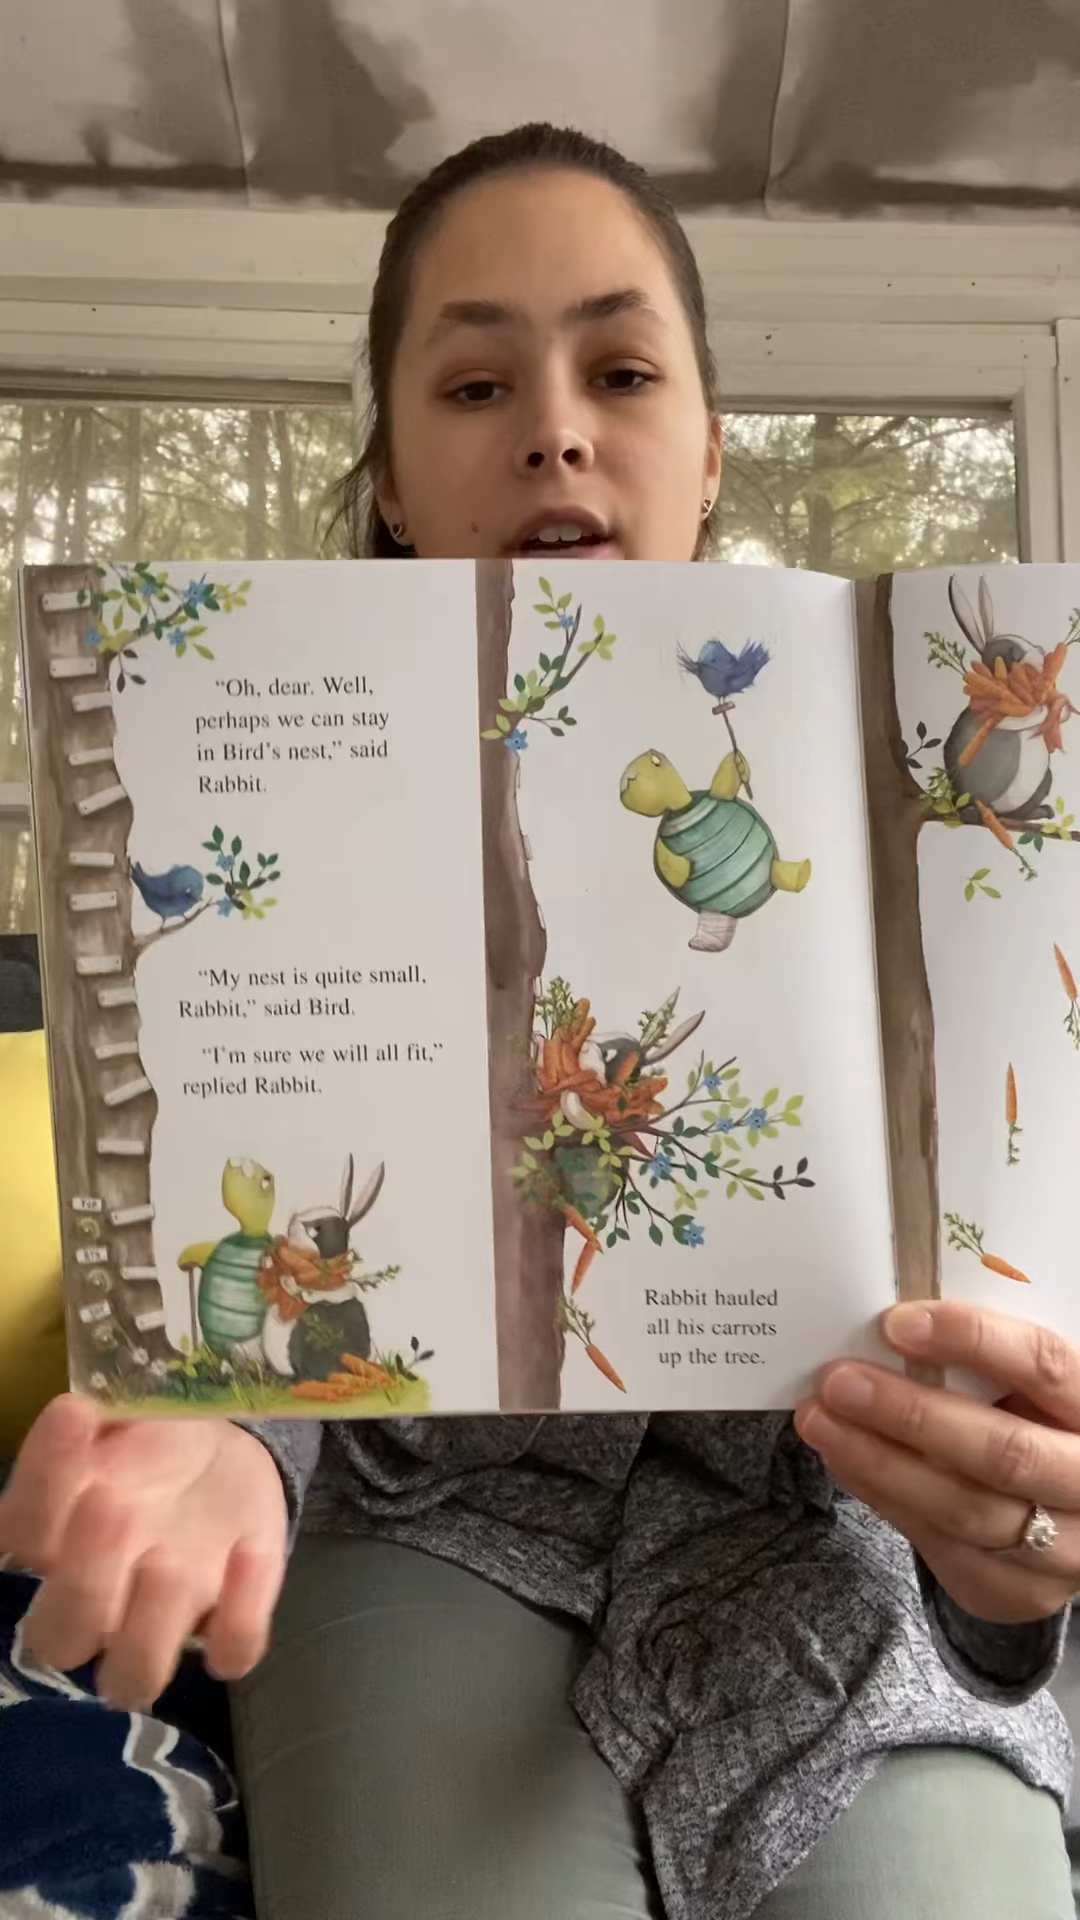 “Oh, dear. Well,
perhaps we can stay
in Bird’s nest,” said
Rabbit.
“My nest is quite small,
Rabbit,” said Bird.
“I’m sure we will all fit,”
replied Rabbit.
Rabbit hauled
all his carrots
up the tree.